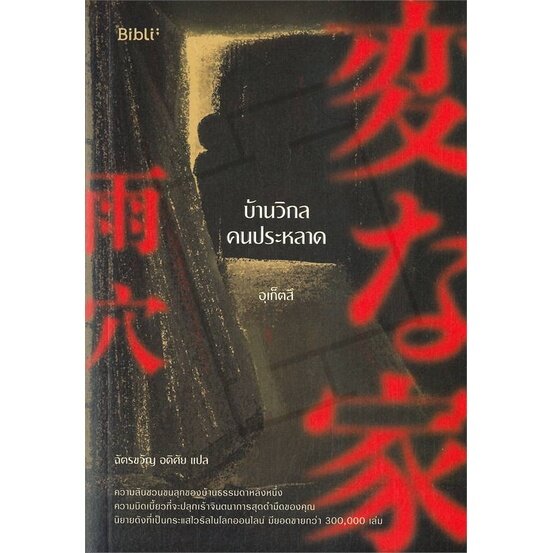 Bibli;
変な家
雨穴
บ้านวิกล
คนประหลาด
อุเก็ตสึ
ฉัตรขวัญ อดิศัย แปล
ความลับชวนขนลุกของบ้านธรรมดาหลังหนึ่ง
ความบิดเบี้ยวที่จะปลุกเร้าจินตนาการสุดดำมืดของคุณ
นิยายดังที่เป็นกระแสไวรัลในโลกออนไลน์ มียอดขายกว่า 300,000 เล่ม